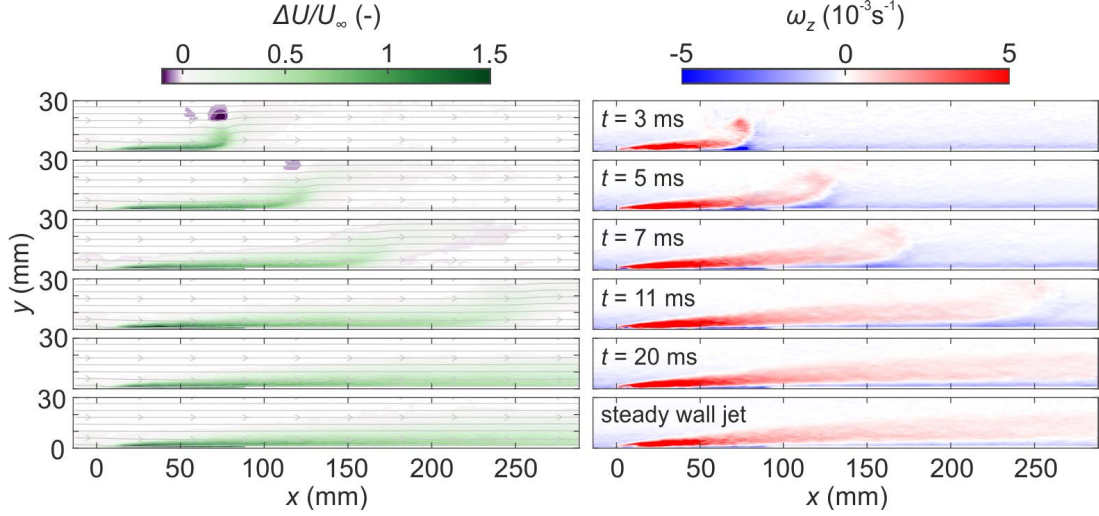 ΔU/U∞ (-)
ω_z (10⁻³s⁻¹)
0 0.5 1 1.5
-5 0 5
30
t = 3 ms
30
t = 5 ms
30
t = 7 ms
y (mm)
30
t = 11 ms
30
t = 20 ms
30
steady wall jet
0
0 50 100 150 200 250
0 50 100 150 200 250
x (mm)
x (mm)